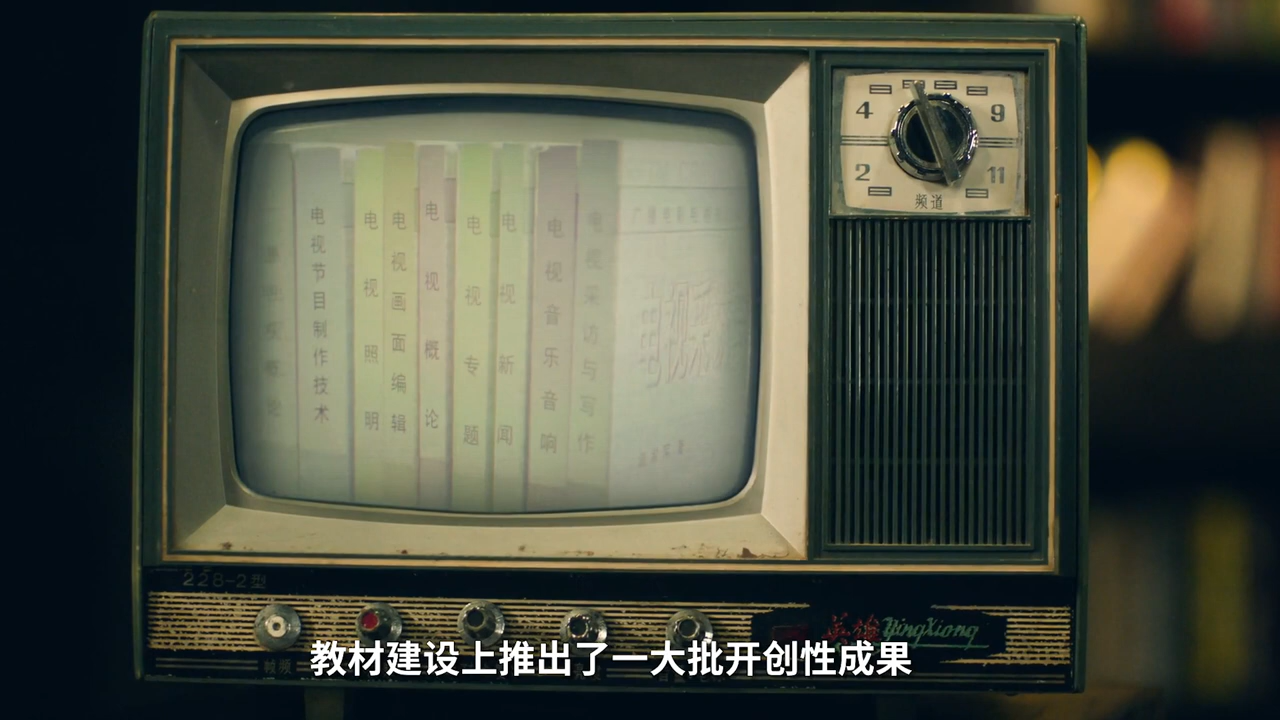 4
9
2
11
频道
电视节目制作技术
电视照明
电视画面编辑
电视概论
电视专题
电视新闻
电视音乐音响
电视采访与写作
228-2型
英雄 YingXiong
帧频
教材建设上推出了一大批开创性成果